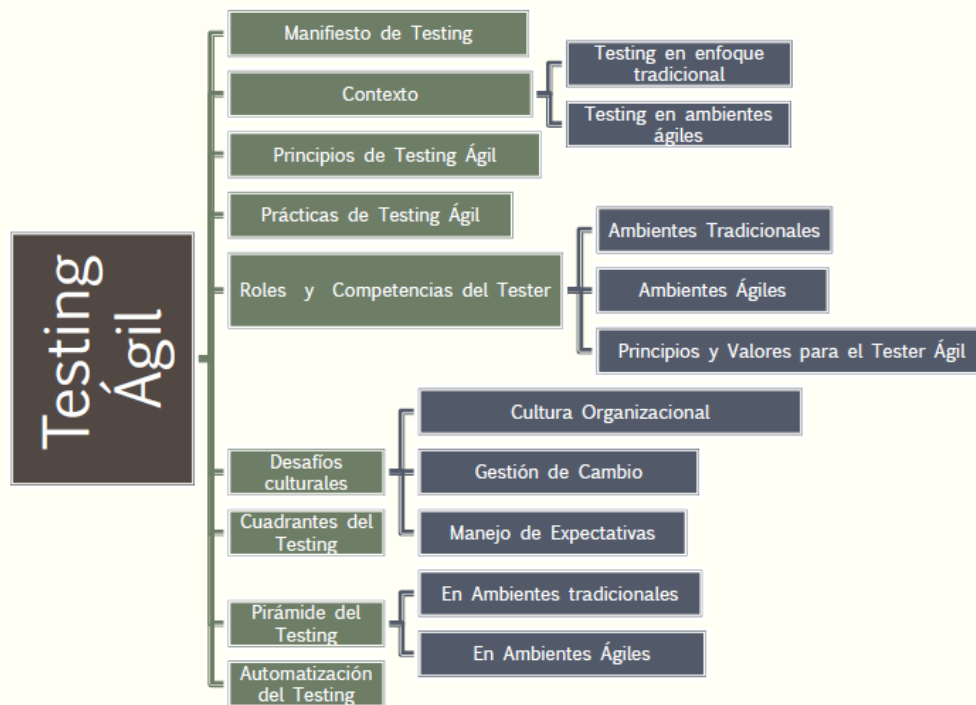 Testing
Ágil
Manifiesto de Testing
Contexto
Testing en enfoque
tradicional
Testing en ambientes
ágiles
Principios de Testing Ágil
Prácticas de Testing Ágil
Roles y Competencias del Tester
Ambientes Tradicionales
Ambientes Ágiles
Principios y Valores para el Tester Ágil
Desafíos
culturales
Cultura Organizacional
Gestión de Cambio
Manejo de Expectativas
Cuadrantes del
Testing
Pirámide del
Testing
En Ambientes tradicionales
En Ambientes Ágiles
Automatización
del Testing